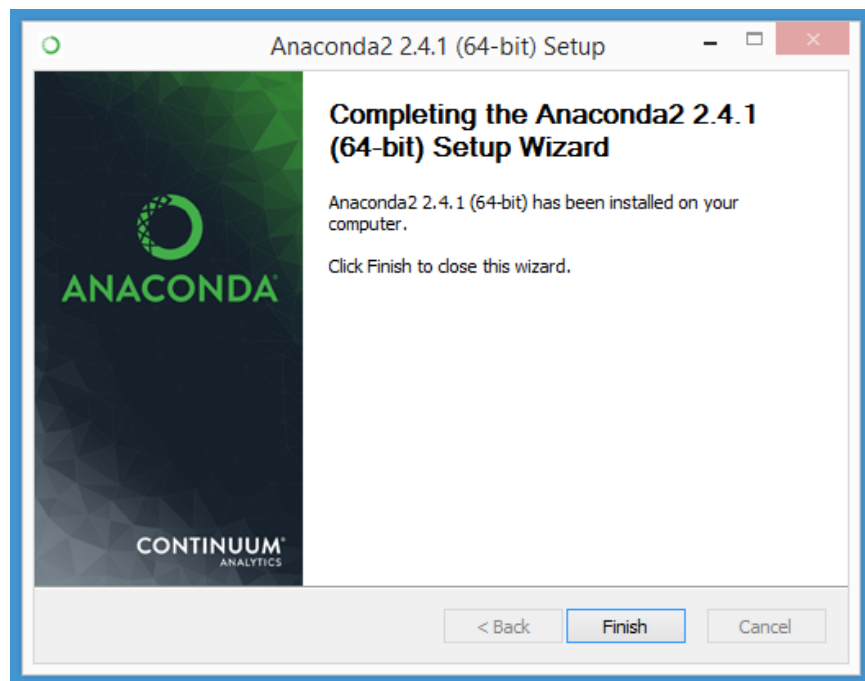 Anaconda2 2.4.1 (64-bit) Setup
Completing the Anaconda2 2.4.1
(64-bit) Setup Wizard
Anaconda2 2.4.1 (64-bit) has been installed on your
computer.
Click Finish to close this wizard.
ANACONDA
CONTINUUM®
ANALYTICS
< Back
Finish
Cancel